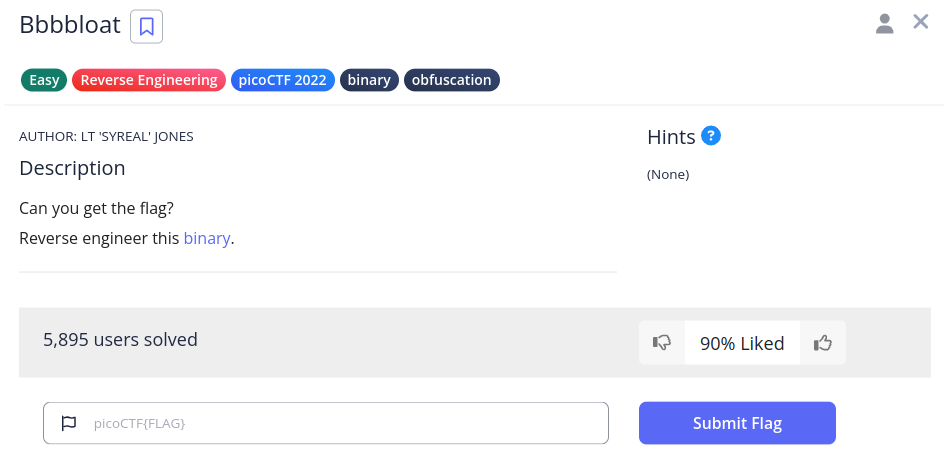 Bbbbloat
Easy Reverse Engineering picoCTF 2022 binary obfuscation
AUTHOR: LT 'SYREAL' JONES
Description
Can you get the flag?
Reverse engineer this binary.
Hints ?
(None)
5,895 users solved
90% Liked
picoCTF{FLAG}
Submit Flag